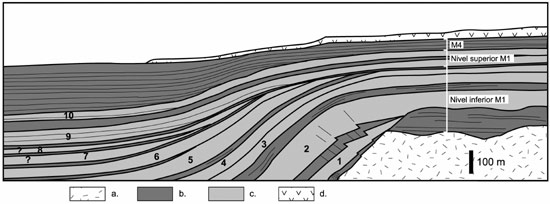 M4
Nivel superior M1
Nivel inferior M1
10
9
? 8
?
7
6
5
4
3
2
1
100 m
a. b. c. d.